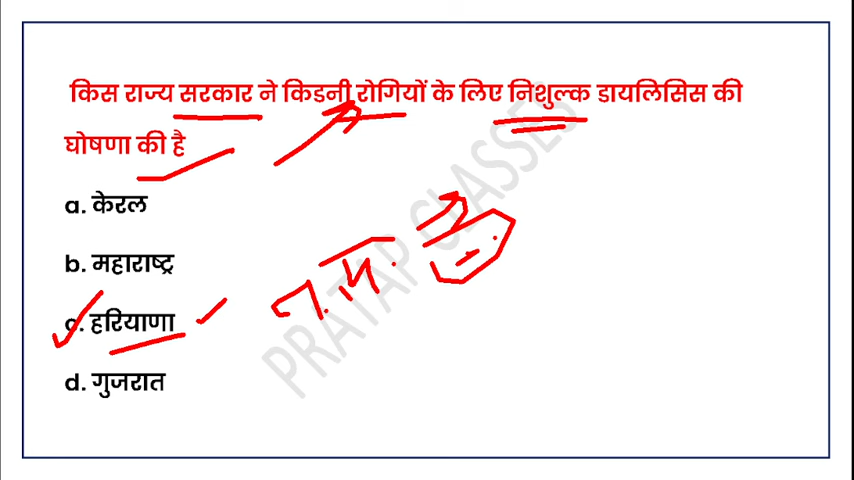 किस राज्य सरकार ने किडनी रोगियों के लिए निशुल्क डायलिसिस की
घोषणा की है
a. केरल
b. महाराष्ट्र
c. हरियाणा
d. गुजरात
PRATAP CLASSES